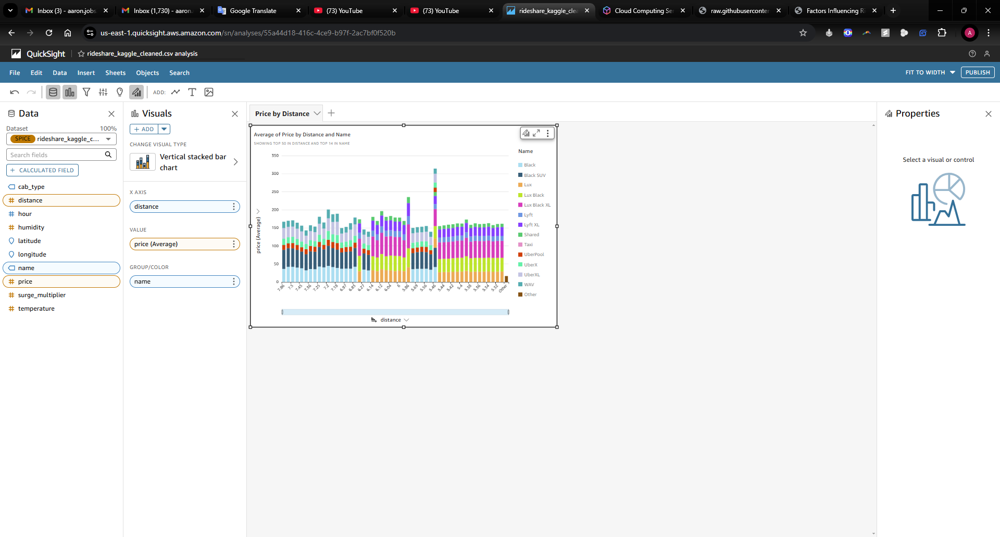 Inbox (3) - aaron.jobs
Inbox (1,730) - aaron.
Google Translate
(73) YouTube
(73) YouTube
rideshare_kaggle_clea
Cloud Computing Se
raw.githubuserconten
Factors Influencing R
us-east-1.quicksight.aws.amazon.com/sn/analyses/55a44d18-416c-4ce9-b97f-2ac7bf0f520b
A
QuickSight
rideshare_kaggle_cleaned.csv analysis
File Edit Data Insert Sheets Objects Search
FIT TO WIDTH
PUBLISH
ADD:
Data
Dataset 100%
SPICE rideshare_kaggle_c...
Search fields
+ CALCULATED FIELD
cab_type
distance
hour
humidity
latitude
longitude
name
price
surge_multiplier
temperature
Visuals
+ ADD
CHANGE VISUAL TYPE
Vertical stacked bar
chart
X AXIS
distance
VALUE
price (Average)
GROUP/COLOR
name
Price by Distance
Average of Price by Distance and Name
SHOWING TOP 50 IN DISTANCE AND TOP 14 IN NAME
price (Average)
350
300
250
200
150
100
50
0
7.86 7.5 7.45 7.36 7.25 7.2 7.18 6.97 6.83 6.27 6.14 6.12 6.04 6 5.86 5.69 5.56 5.46 5.44 5.42 5.4 5.38 5.36 5.34 5.32 Other
distance
Name
Black
Black SUV
Lux
Lux Black
Lux Black XL
Lyft
Lyft XL
Shared
Taxi
UberPool
UberX
UberXL
WAV
Other
Properties
Select a visual or control